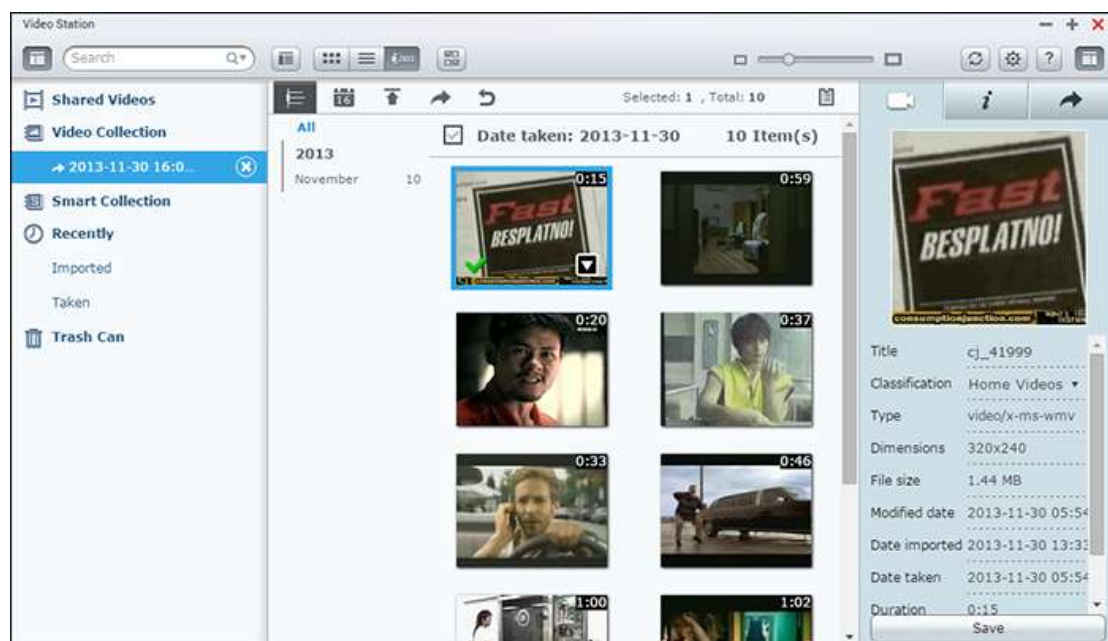 Video Station
Search
Shared Videos
Video Collection
2013-11-30 16:0...
Smart Collection
Recently
Imported
Taken
Trash Can
16
Selected: 1 , Total: 10
All
2013
November 10
Date taken: 2013-11-30 10 Item(s)
0:15
Fast
BESPLATNO!
consumptionjunction.com
0:59
0:20
0:37
0:33
0:46
1:00
1:02
?
i
Fast
BESPLATNO!
consumptionjunction.com
Title cj_41999
Classification Home Videos
Type video/x-ms-wmv
Dimensions 320x240
File size 1.44 MB
Modified date 2013-11-30 05:54
Date imported 2013-11-30 13:33
Date taken 2013-11-30 05:54
Duration 0:15
Save